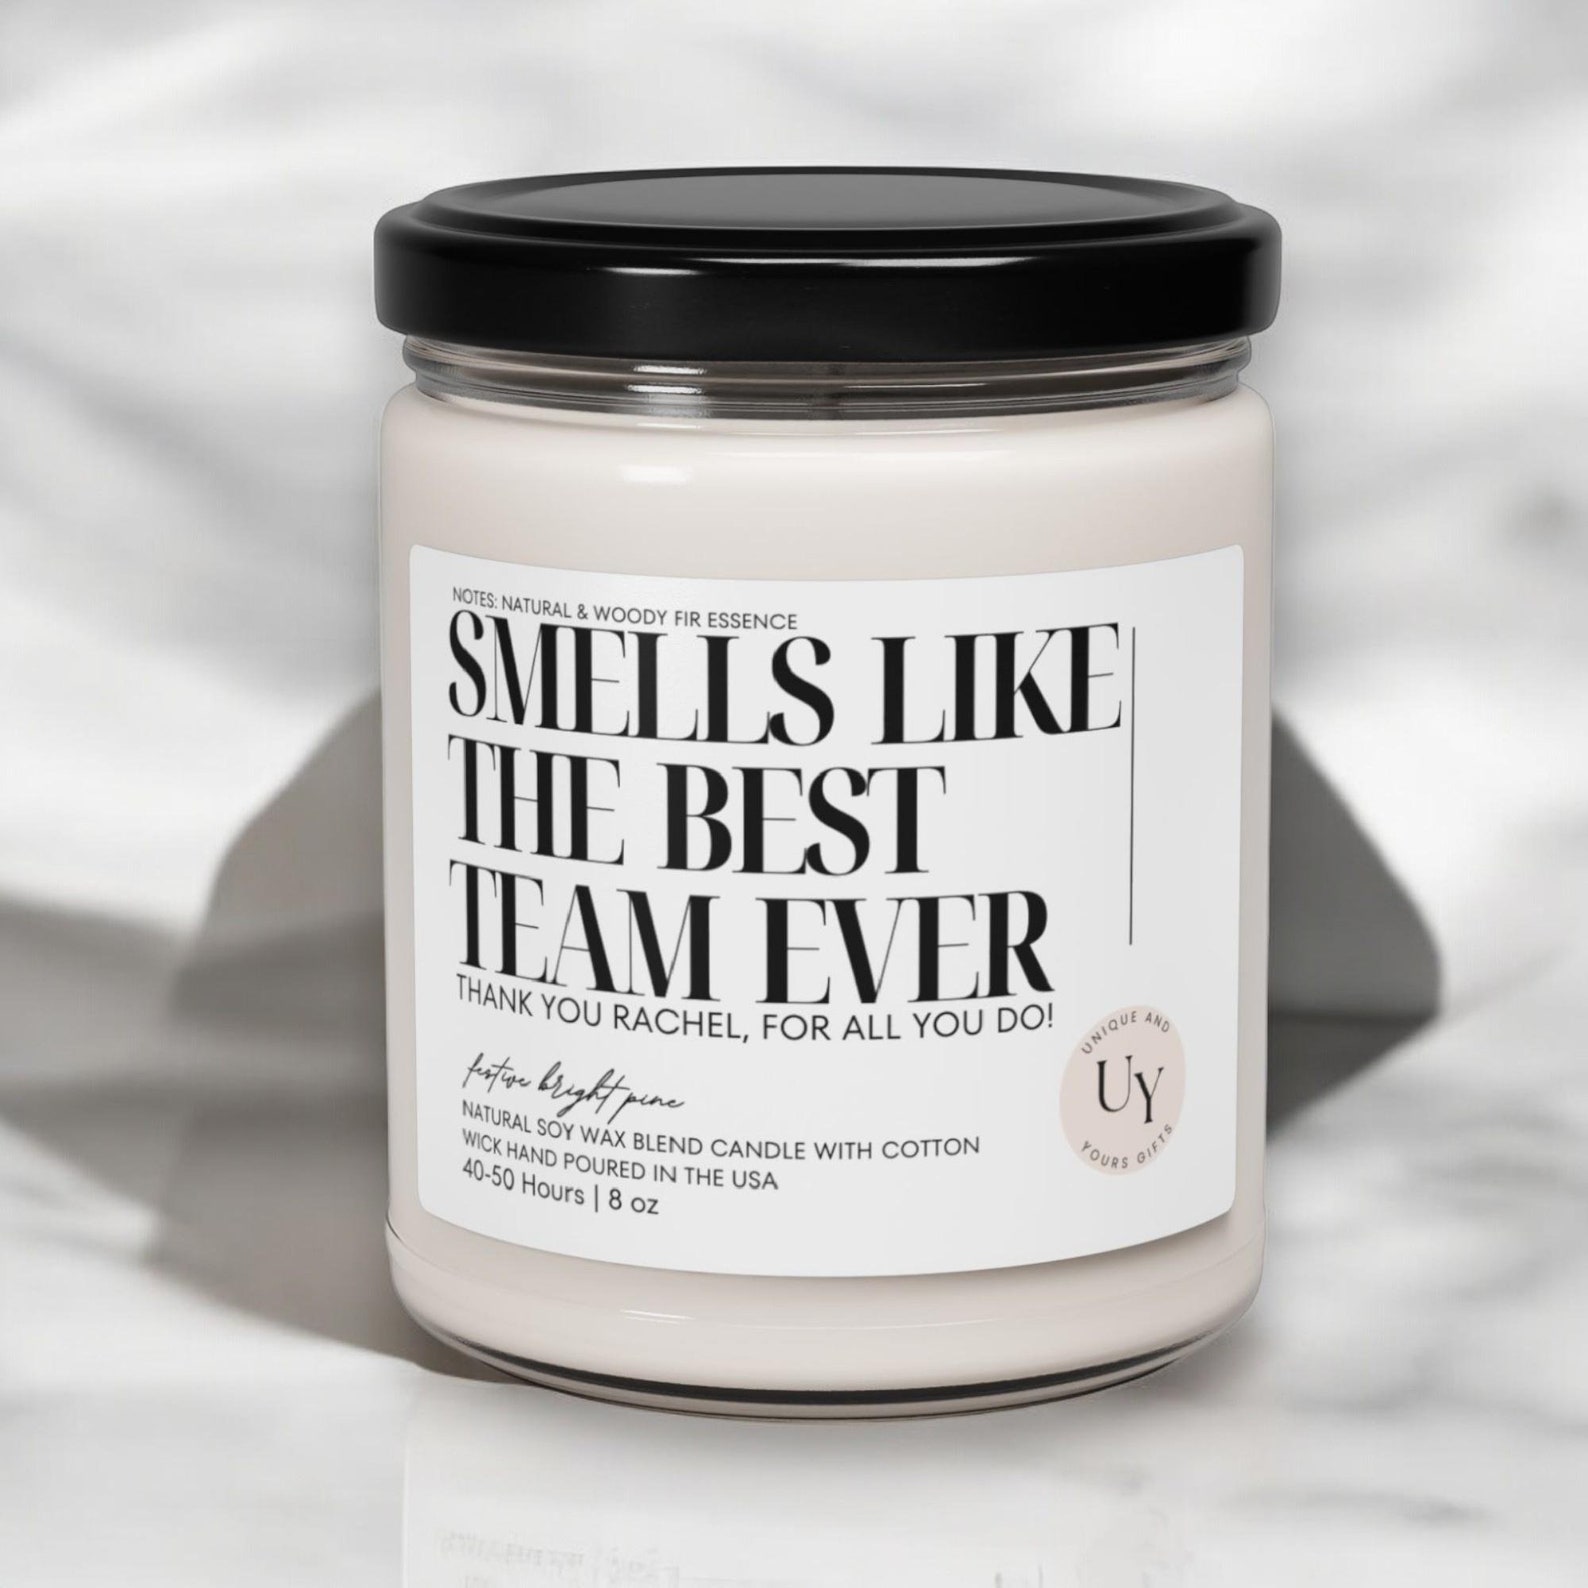 NOTES: NATURAL & WOODY FIR ESSENCE
SMELLS LIKE
THE BEST
TEAM EVER
THANK YOU RACHEL, FOR ALL YOU DO!
festive bright pine
NATURAL SOY WAX BLEND CANDLE WITH COTTON
WICK HAND POURED IN THE USA
40-50 Hours | 8 oz
UNIQUE AND
UY
YOURS GIFTS